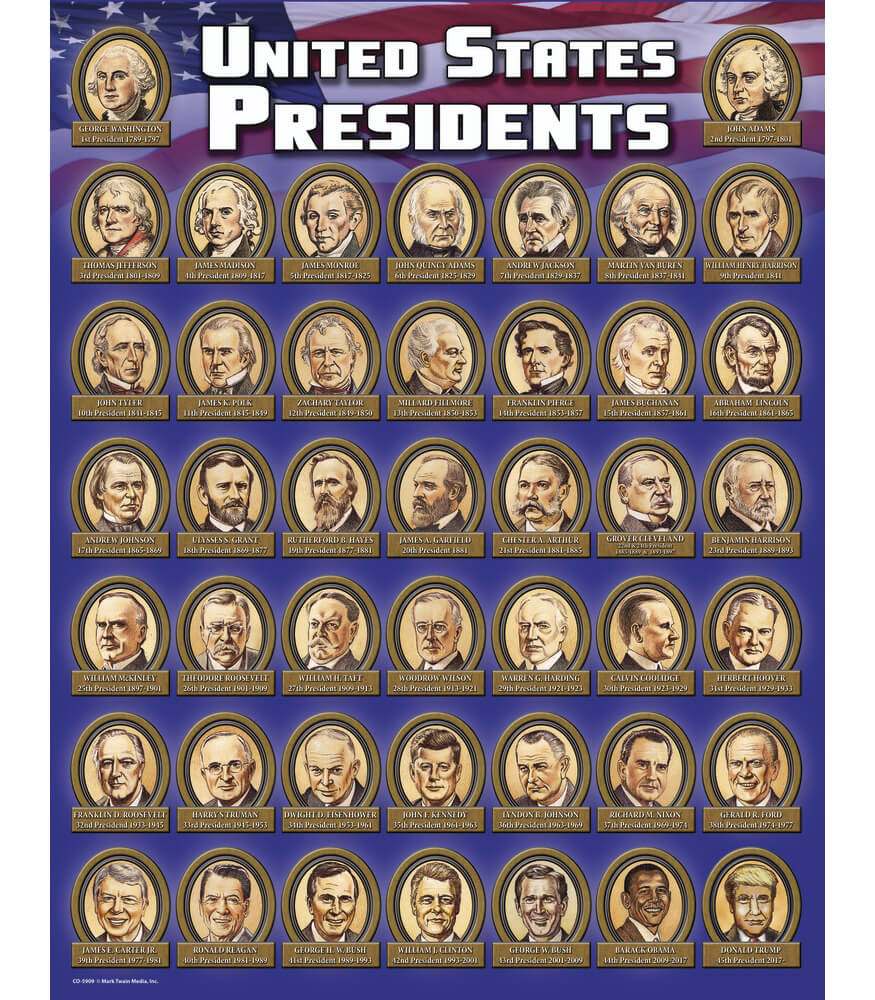 UNITED STATES
PRESIDENTS
GEORGE WASHINGTON
1st President 1789-1797
JOHN ADAMS
2nd President 1797-1801
THOMAS JEFFERSON
3rd President 1801-1809
JAMES MADISON
4th President 1809-1817
JAMES MONROE
5th President 1817-1825
JOHN QUINCY ADAMS
6th President 1825-1829
ANDREW JACKSON
7th President 1829-1837
MARTIN VAN BUREN
8th President 1837-1841
WILLIAM HENRY HARRISON
9th President 1841
JOHN TYLER
10th President 1841-1845
JAMES K. POLK
11th President 1845-1849
ZACHARY TAYLOR
12th President 1849-1850
MILLARD FILLMORE
13th President 1850-1853
FRANKLIN PIERCE
14th President 1853-1857
JAMES BUCHANAN
15th President 1857-1861
ABRAHAM LINCOLN
16th President 1861-1865
ANDREW JOHNSON
17th President 1865-1869
ULYSSES S. GRANT
18th President 1869-1877
RUTHERFORD B. HAYES
19th President 1877-1881
JAMES A. GARFIELD
20th President 1881
CHESTER A. ARTHUR
21st President 1881-1885
GROVER CLEVELAND
22nd & 24th President
1885-1889 & 1893-1897
BENJAMIN HARRISON
23rd President 1889-1893
WILLIAM McKINLEY
25th President 1897-1901
THEODORE ROOSEVELT
26th President 1901-1909
WILLIAM H. TAFT
27th President 1909-1913
WOODROW WILSON
28th President 1913-1921
WARREN G. HARDING
29th President 1921-1923
CALVIN COOLIDGE
30th President 1923-1929
HERBERT HOOVER
31st President 1929-1933
FRANKLIN D. ROOSEVELT
32nd President 1933-1945
HARRY S TRUMAN
33rd President 1945-1953
DWIGHT D. EISENHOWER
34th President 1953-1961
JOHN F. KENNEDY
35th President 1961-1963
LYNDON B. JOHNSON
36th President 1963-1969
RICHARD M. NIXON
37th President 1969-1974
GERALD R. FORD
38th President 1974-1977
JAMES E. CARTER JR.
39th President 1977-1981
RONALD REAGAN
40th President 1981-1989
GEORGE H. W. BUSH
41st President 1989-1993
WILLIAM J. CLINTON
42nd President 1993-2001
GEORGE W. BUSH
43rd President 2001-2009
BARACK OBAMA
44th President 2009-2017
DONALD TRUMP
45th President 2017-
CD-5909 © Mark Twain Media, Inc.